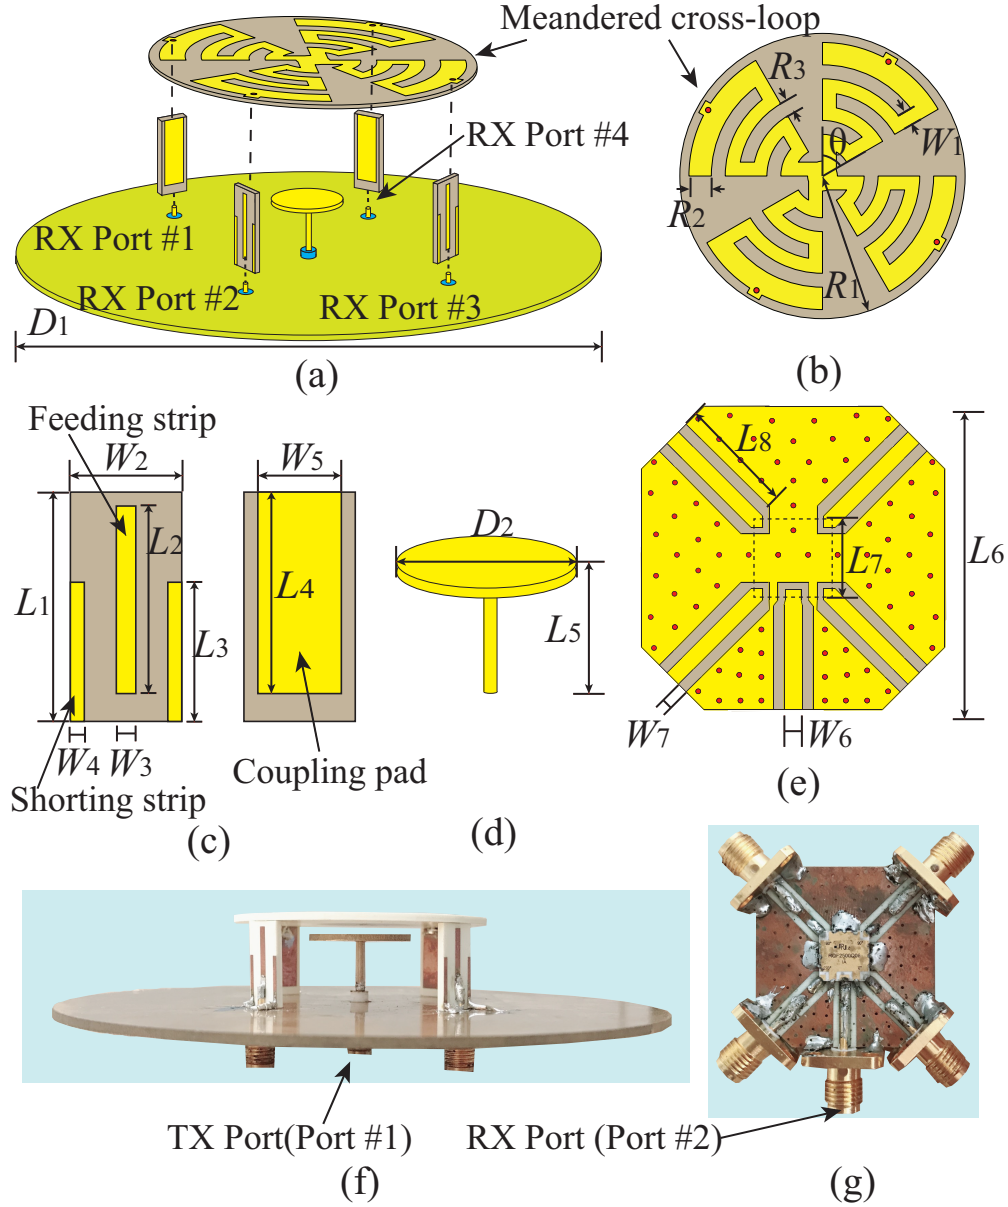 Meandered cross-loop
RX Port #4
RX Port #1
RX Port #2
RX Port #3
D1
(a)
R3
θ
W1
R2
R1
(b)
Feeding strip
W2
L2
L1
L3
W4
W3
Shorting strip
(c)
W5
L4
Coupling pad
D2
L5
(d)
L8
L7
L6
W7
W6
(e)
TX Port(Port #1)
(f)
RX Port (Port #2)
(g)